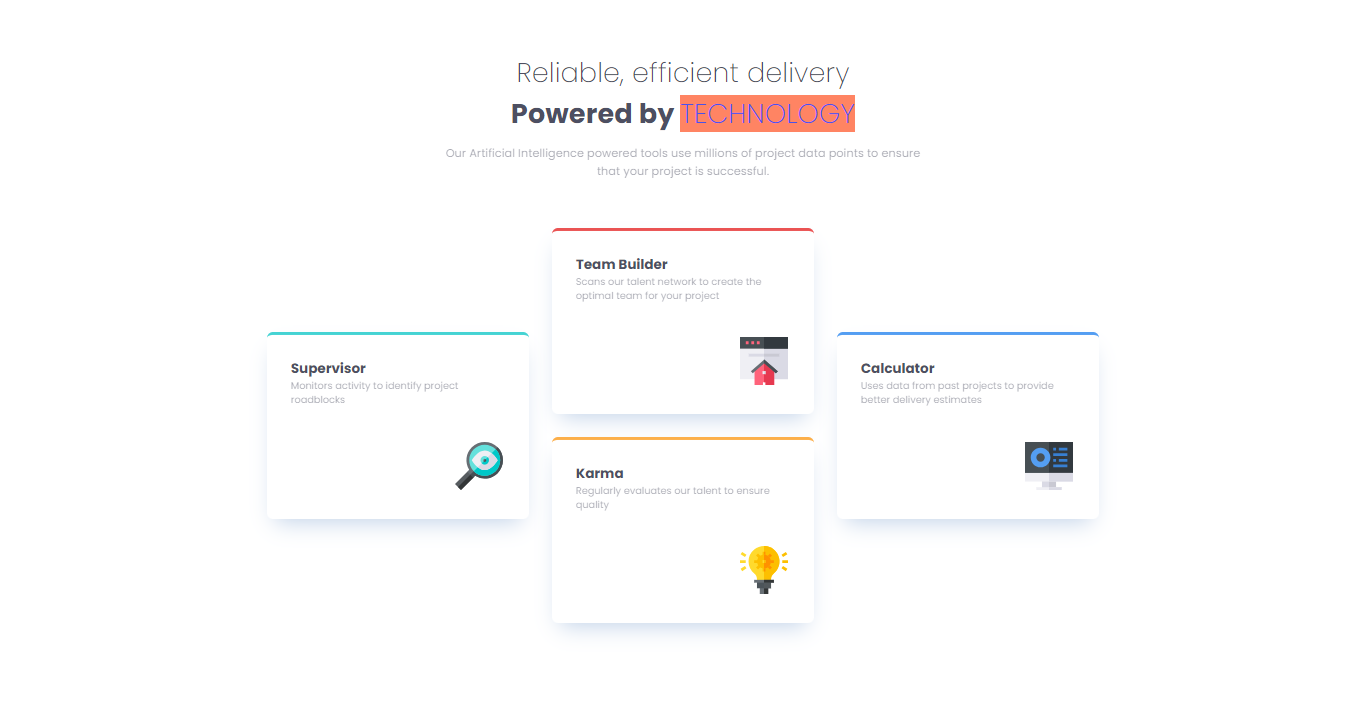 Reliable, efficient delivery
Powered by TECHNOLOGY
Our Artificial Intelligence powered tools use millions of project data points to ensure
that your project is successful.
Team Builder
Scans our talent network to create the
optimal team for your project
Supervisor
Monitors activity to identify project
roadblocks
Calculator
Uses data from past projects to provide
better delivery estimates
Karma
Regularly evaluates our talent to ensure
quality